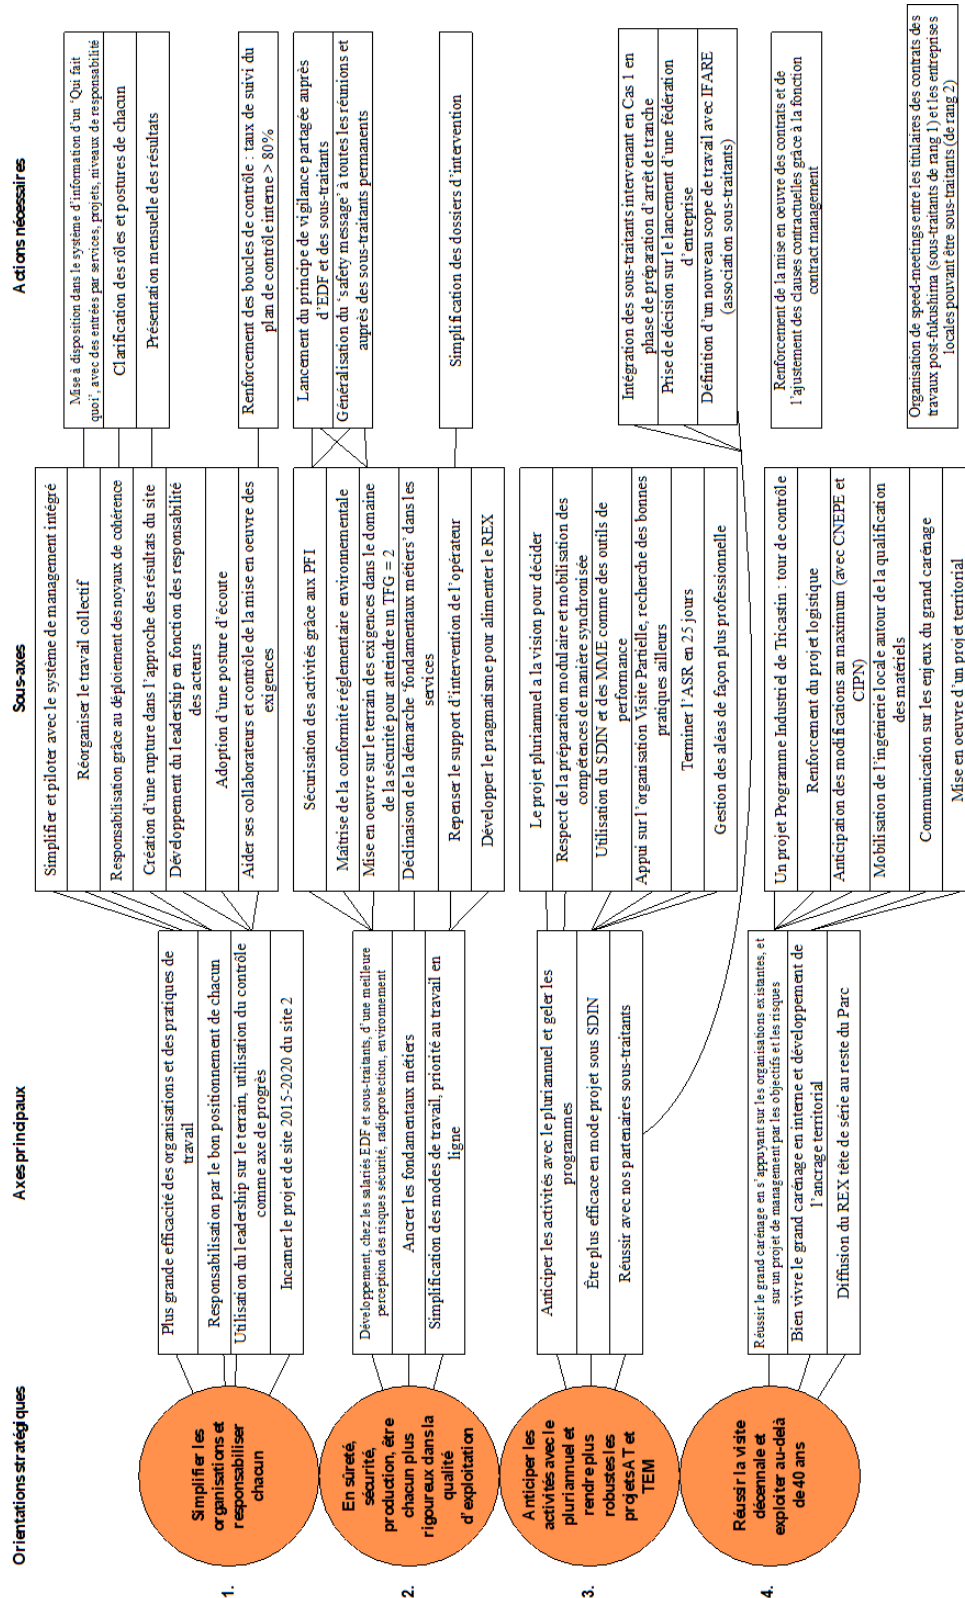 Orientations stratégiques
Axes principaux
Sous-axes
Actions nécessaires
1.
Simplifier les
organisations et
responsabiliser
chacun
Plus grande efficacité des organisations et des pratiques de
travail
Responsabilisation par le bon positionnement de chacun
Utilisation du leadership sur le terrain, utilisation du contrôle
comme axe de progrès
Incarner le projet de site 2015-2020 du site 2
Simplifier et piloter avec le système de management intégré
Réorganiser le travail collectif
Responsabilisation grâce au déploiement des noyaux de cohérence
Création d'une rupture dans l'approche des résultats du site
Développement du leadership en fonction des responsabilité
des acteurs
Adoption d'une posture d'écoute
Aider ses collaborateurs et contrôle de la mise en oeuvre des
exigences
Mise à disposition dans le système d'information d'un 'Qui fait
quoi', avec des entrées par services, projets, niveaux de responsabilité
Clarification des rôles et postures de chacun
Présentation mensuelle des résultats
Renforcement des boucles de contrôle : taux de suivi du
plan de contrôle interne > 80%
2.
En sûreté,
sécurité,
production, être
chacun plus
rigoureux dans la
qualité
d'exploitation
Développement, chez les salariés EDF et sous-traitants, d'une meilleure
perception des risques sécurité, radioprotection, environnement
Ancrer les fondamentaux métiers
Simplification des modes de travail, priorité au travail en
ligne
Sécurisation des activités grâce aux PFI
Maîtrise de la conformité réglementaire environnementale
Mise en oeuvre sur le terrain des exigences dans le domaine
de la sécurité pour atteindre un TFG = 2
Déclinaison de la démarche 'fondamentaux métiers' dans les
services
Repenser le support d'intervention de l'opérateur
Développer le pragmatisme pour alimenter le REX
Lancement du principe de vigilance partagée auprès
d'EDF et des sous-traitants
Généralisation du 'safety message' à toutes les réunions et
auprès des sous-traitants permanents
Simplification des dossiers d'intervention
3.
Anticiper les
activités avec le
pluriannuel et
rendre plus
robustes les
projets AT et
TEM
Anticiper les activités avec le pluriannuel et geler les
programmes
Être plus efficace en mode projet sous SDIN
Réussir avec nos partenaires sous-traitants
Le projet pluriannuel a la vision pour décider
Respect de la préparation modulaire et mobilisation des
compétences de manière synchronisée
Utilisation du SDIN et des MME comme des outils de
performance
Appui sur l'organisation Visite Partielle, recherche des bonnes
pratiques ailleurs
Terminer l'ASR en 25 jours
Gestion des aléas de façon plus professionnelle
Intégration des sous-traitants intervenant en Cas 1 en
phase de préparation d'arrêt de tranche
Prise de décision sur le lancement d'une fédération
d'entreprise
Définition d'un nouveau scope de travail avec IFARE
(association sous-traitants)
4.
Réussir la visite
décennale et
exploiter au-delà
de 40 ans
Réussir le grand carénage en s'appuyant sur les organisations existantes, et
sur un projet de management par les objectifs et les risques
Bien vivre le grand carénage en interne et développement de
l'ancrage territorial
Diffusion du REX tête de série au reste du Parc
Un projet Programme Industriel de Tricastin : tour de contrôle
Renforcement du projet logistique
Anticipation des modifications au maximum (avec CNEPE et
CIPN)
Mobilisation de l'ingénierie locale autour de la qualification
des matériels
Communication sur les enjeux du grand carénage
Mise en oeuvre d'un projet territorial
Renforcement de la mise en oeuvre des contrats et de
l'ajustement des clauses contractuelles grâce à la fonction
contract management
Organisation de speed-meetings entre les titulaires des contrats des
travaux post-fukushima (sous-traitants de rang 1) et les entreprises
locales pouvant être sous-traitants (de rang 2)